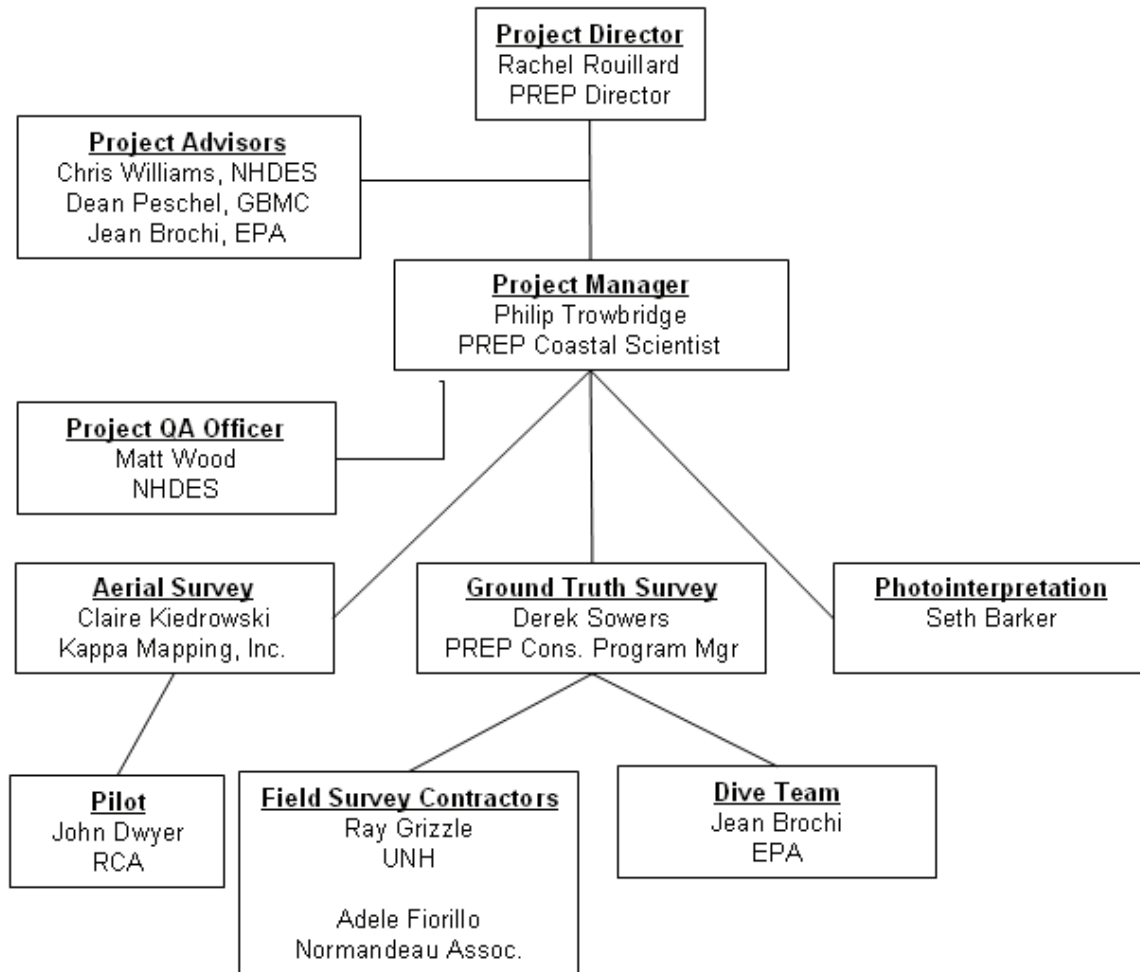 Project Director
Rachel Rouillard
PREP Director
Project Advisors
Chris Williams, NHDES
Dean Peschel, GBMC
Jean Brochi, EPA
Project Manager
Philip Trowbridge
PREP Coastal Scientist
Project QA Officer
Matt Wood
NHDES
Aerial Survey
Claire Kiedrowski
Kappa Mapping, Inc.
Ground Truth Survey
Derek Sowers
PREP Cons. Program Mgr
Photointerpretation
Seth Barker
Pilot
John Dwyer
RCA
Field Survey Contractors
Ray Grizzle
UNH
Adele Fiorillo
Normandeau Assoc.
Dive Team
Jean Brochi
EPA